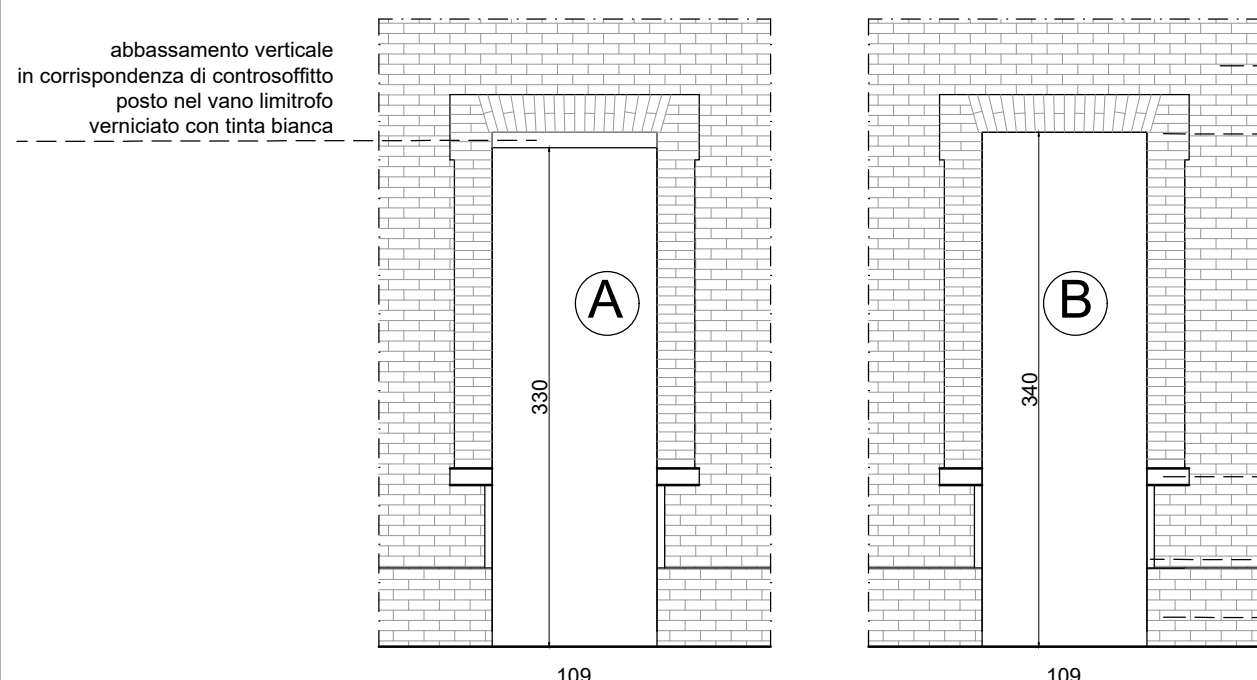 abbassamento verticale
in corrispondenza di controsoffitto
posto nel vano limitrofo
verniciato con tinta bianca
A
B
330
340
109
109